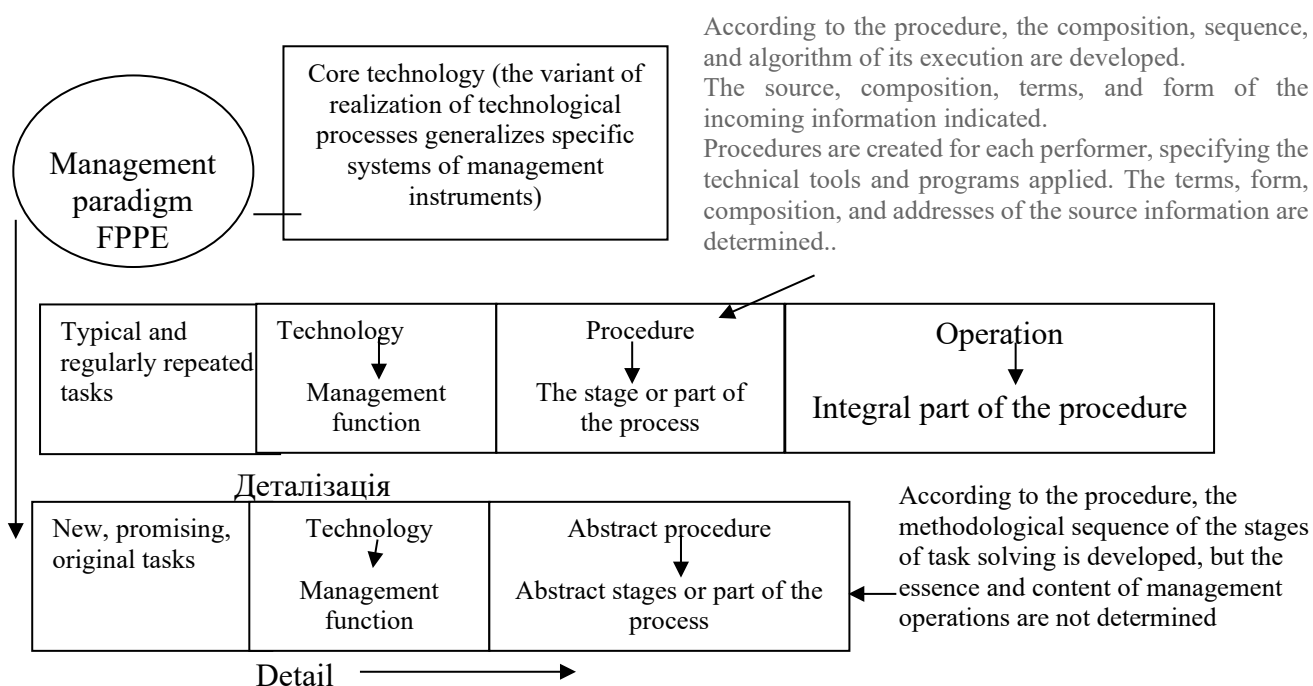 According to the procedure, the composition, sequence,
and algorithm of its execution are developed.
The source, composition, terms, and form of the
incoming information indicated.
Procedures are created for each performer, specifying the
technical tools and programs applied. The terms, form,
composition, and addresses of the source information are
determined..
Core technology (the variant of
realization of technological
processes generalizes specific
systems of management
instruments)
Management
paradigm
FPPE
Typical and
regularly repeated
tasks
Technology
Management
function
Procedure
The stage or part of
the process
Operation
Integral part of the procedure
Деталізація
New, promising,
original tasks
Technology
Management
function
Abstract procedure
Abstract stages or part of the
process
According to the procedure, the
methodological sequence of the stages
of task solving is developed, but the
essence and content of management
operations are not determined
Detail